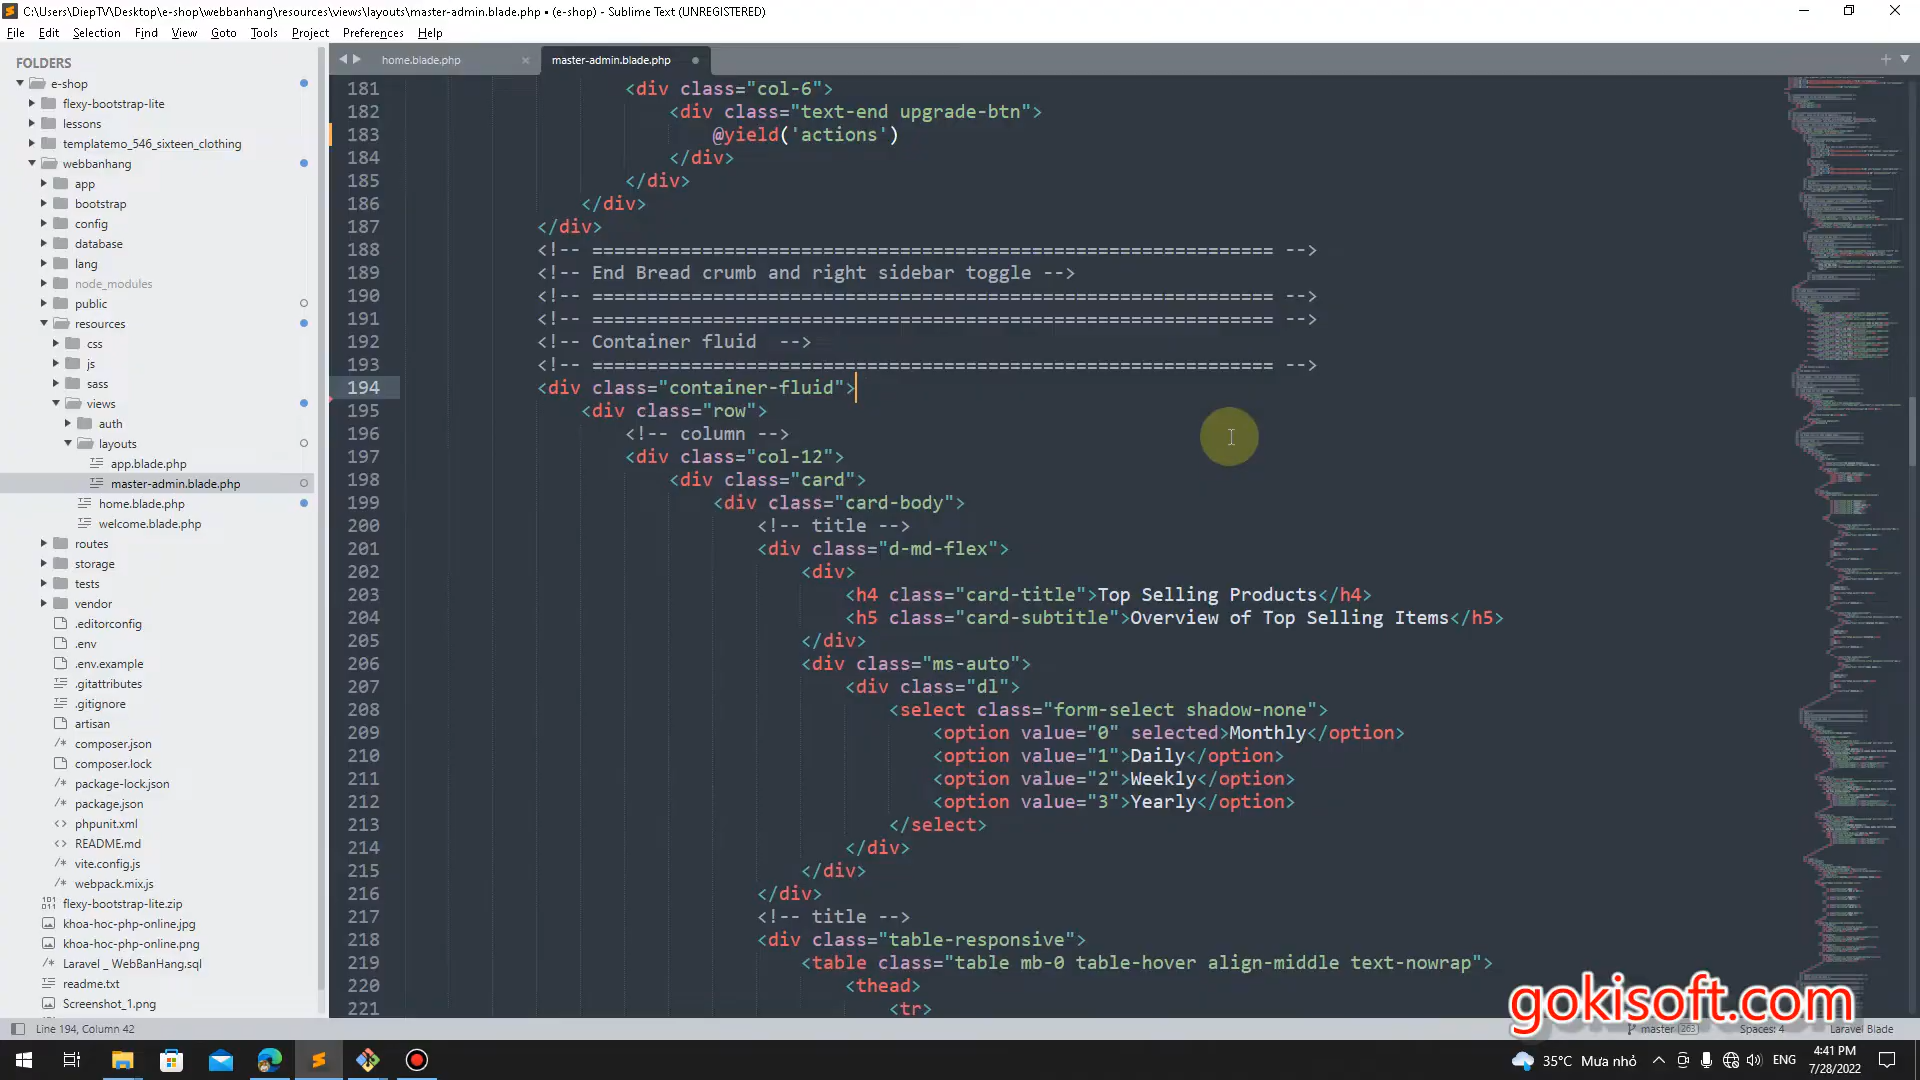 C:\Users\DiepTV\Desktop\e-shop\webbanhang\resources\views\layouts\master-admin.blade.php • (e-shop) - Sublime Text (UNREGISTERED)
File Edit Selection Find View Goto Tools Project Preferences Help
FOLDERS
e-shop
flexy-bootstrap-lite
lessons
templatemo_546_sixteen_clothing
webbanhang
app
bootstrap
config
database
lang
node_modules
public
resources
css
js
sass
views
auth
layouts
app.blade.php
master-admin.blade.php
home.blade.php
welcome.blade.php
routes
storage
tests
vendor
.editorconfig
.env
.env.example
.gitattributes
.gitignore
artisan
composer.json
composer.lock
package-lock.json
package.json
phpunit.xml
README.md
vite.config.js
webpack.mix.js
flexy-bootstrap-lite.zip
khoa-hoc-php-online.jpg
khoa-hoc-php-online.png
Laravel _ WebBanHang.sql
readme.txt
Screenshot_1.png
home.blade.php × master-admin.blade.php •
181 <div class="col-6">
182 <div class="text-end upgrade-btn">
183 @yield('actions')
184 </div>
185 </div>
186 </div>
187 </div>
188 <!-- ============================================================== -->
189 <!-- End Bread crumb and right sidebar toggle -->
190 <!-- ============================================================== -->
191 <!-- ============================================================== -->
192 <!-- Container fluid  -->
193 <!-- ============================================================== -->
194 <div class="container-fluid">
195 <div class="row">
196 <!-- column -->
197 <div class="col-12">
198 <div class="card">
199 <div class="card-body">
200 <!-- title -->
201 <div class="d-md-flex">
202 <div>
203 <h4 class="card-title">Top Selling Products</h4>
204 <h5 class="card-subtitle">Overview of Top Selling Items</h5>
205 </div>
206 <div class="ms-auto">
207 <div class="dl">
208 <select class="form-select shadow-none">
209 <option value="0" selected>Monthly</option>
210 <option value="1">Daily</option>
211 <option value="2">Weekly</option>
212 <option value="3">Yearly</option>
213 </select>
214 </div>
215 </div>
216 </div>
217 <!-- title -->
218 <div class="table-responsive">
219 <table class="table mb-0 table-hover align-middle text-nowrap">
220 <thead>
221 <tr>
gokisoft.com
Line 194, Column 42
master 263 Spaces: 4 Laravel Blade
35°C Mưa nhỏ ENG 4:41 PM
7/28/2022